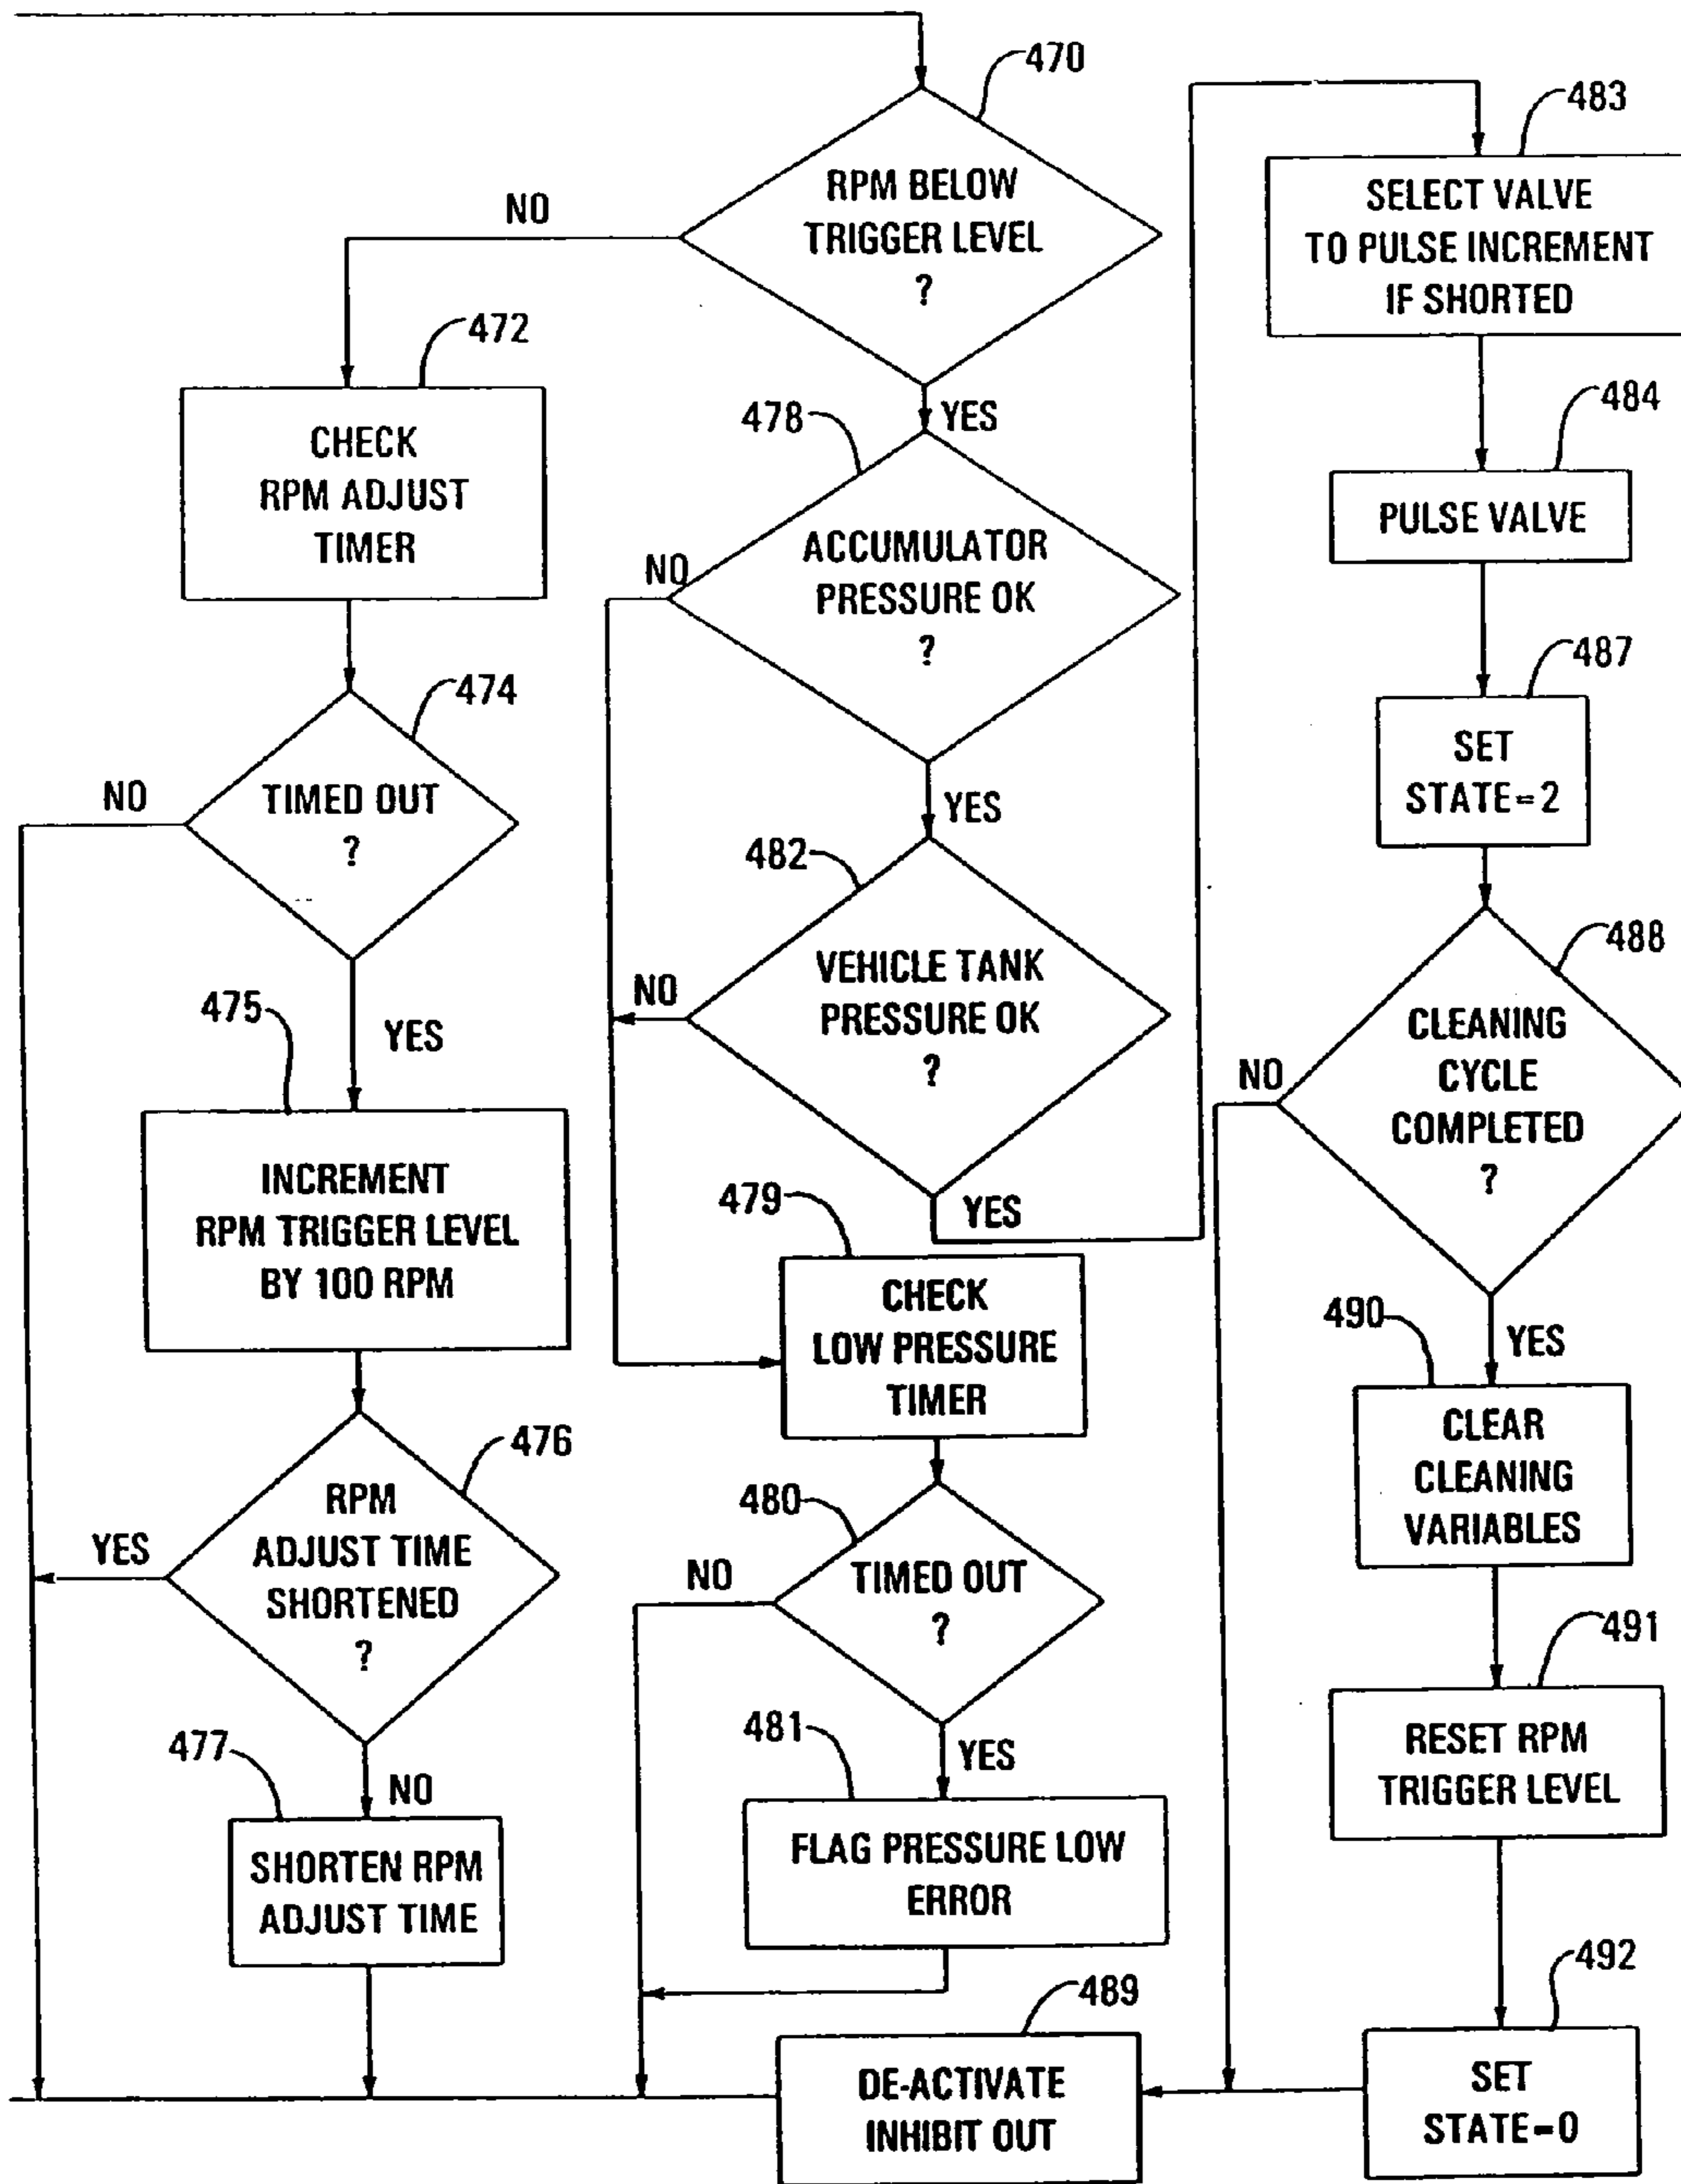 470
RPM BELOW
TRIGGER LEVEL
?
NO
YES
472
CHECK
RPM ADJUST
TIMER
474
TIMED OUT
?
NO
YES
475
INCREMENT
RPM TRIGGER LEVEL
BY 100 RPM
476
RPM
ADJUST TIME
SHORTENED
?
YES
NO
477
SHORTEN RPM
ADJUST TIME
478
ACCUMULATOR
PRESSURE OK
?
NO
YES
482
VEHICLE TANK
PRESSURE OK
?
NO
YES
479
CHECK
LOW PRESSURE
TIMER
480
TIMED OUT
?
NO
YES
481
FLAG PRESSURE LOW
ERROR
489
DE-ACTIVATE
INHIBIT OUT
483
SELECT VALVE
TO PULSE INCREMENT
IF SHORTED
484
PULSE VALVE
487
SET
STATE=2
488
CLEANING
CYCLE
COMPLETED
?
NO
YES
490
CLEAR
CLEANING
VARIABLES
491
RESET RPM
TRIGGER LEVEL
492
SET
STATE=0